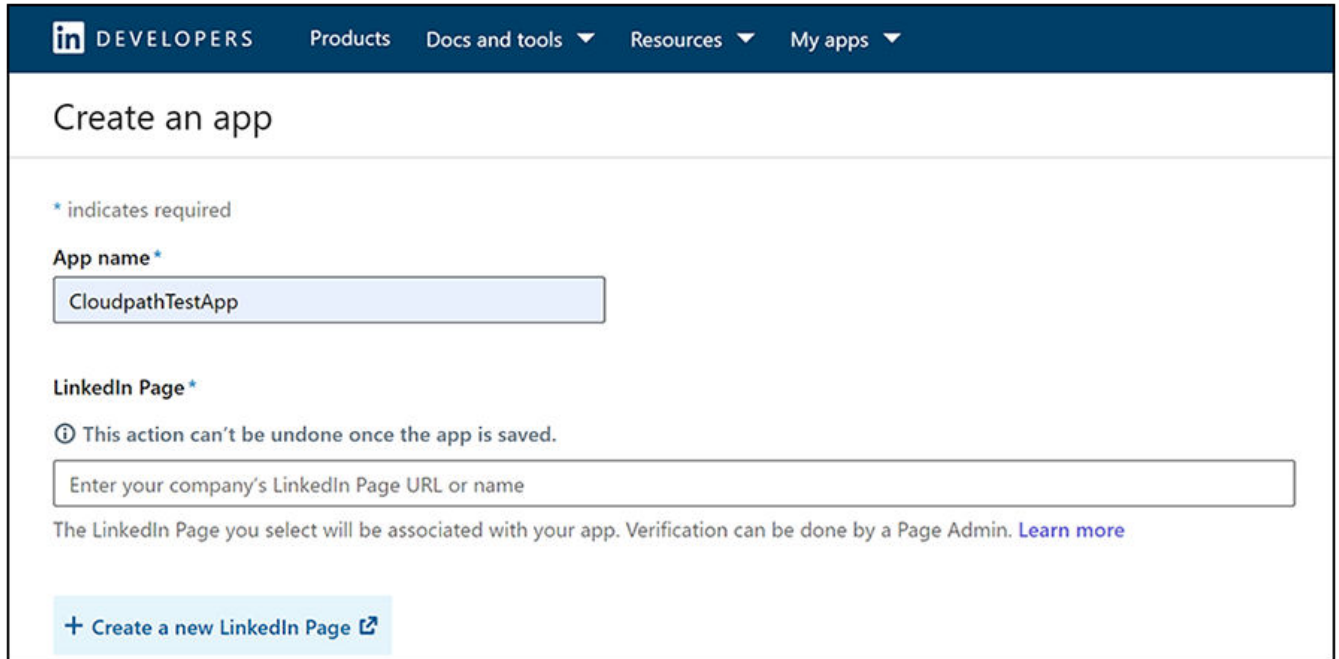 in DEVELOPERS Products Docs and tools Resources My apps
Create an app
* indicates required
App name*
CloudpathTestApp
LinkedIn Page*
This action can't be undone once the app is saved.
Enter your company's LinkedIn Page URL or name
The LinkedIn Page you select will be associated with your app. Verification can be done by a Page Admin. Learn more
+ Create a new LinkedIn Page